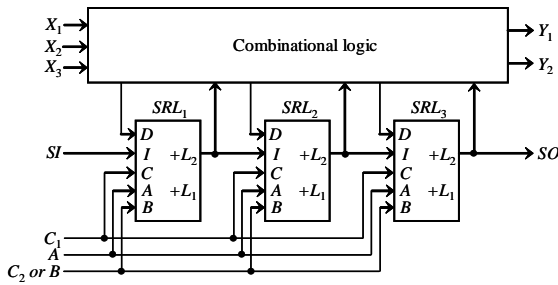 X1
X2
X3
Combinational logic
Y1
Y2
SRL1
SRL2
SRL3
D
I
C
A
B
+L2
+L1
D
I
C
A
B
+L2
+L1
D
I
C
A
B
+L2
+L1
SI
SO
C1
A
C2 or B